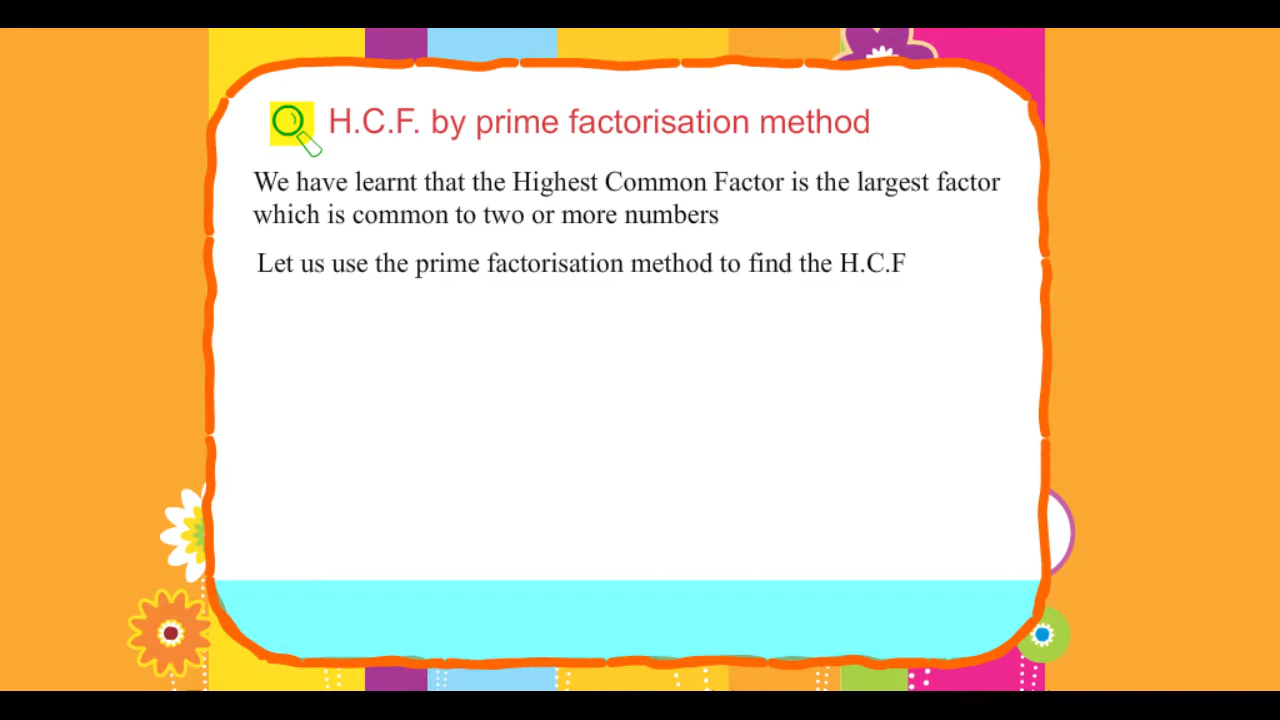 H.C.F. by prime factorisation method
We have learnt that the Highest Common Factor is the largest factor
which is common to two or more numbers
Let us use the prime factorisation method to find the H.C.F